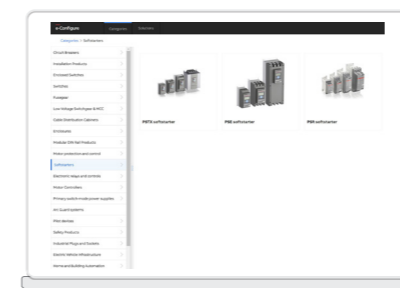 e-Configure
Categories
Selections
Categories / Softstarters
Circuit Breakers
Installation Products
Enclosed Switches
Switches
Fusegear
Low Voltage Switchgear & MCC
Cable Distribution Cabinets
Enclosures
Modular DIN Rail Products
Motor protection and control
Softstarters
Electronic relays and controls
Motor Controllers
Primary switch mode power supplies
Arc Guard systems
Pilot devices
Safety Products
Industrial Plugs and Sockets
Electric Vehicle Infrastructure
Home and Building Automation
PSTX softstarter
PSE softstarter
PSR softstarter